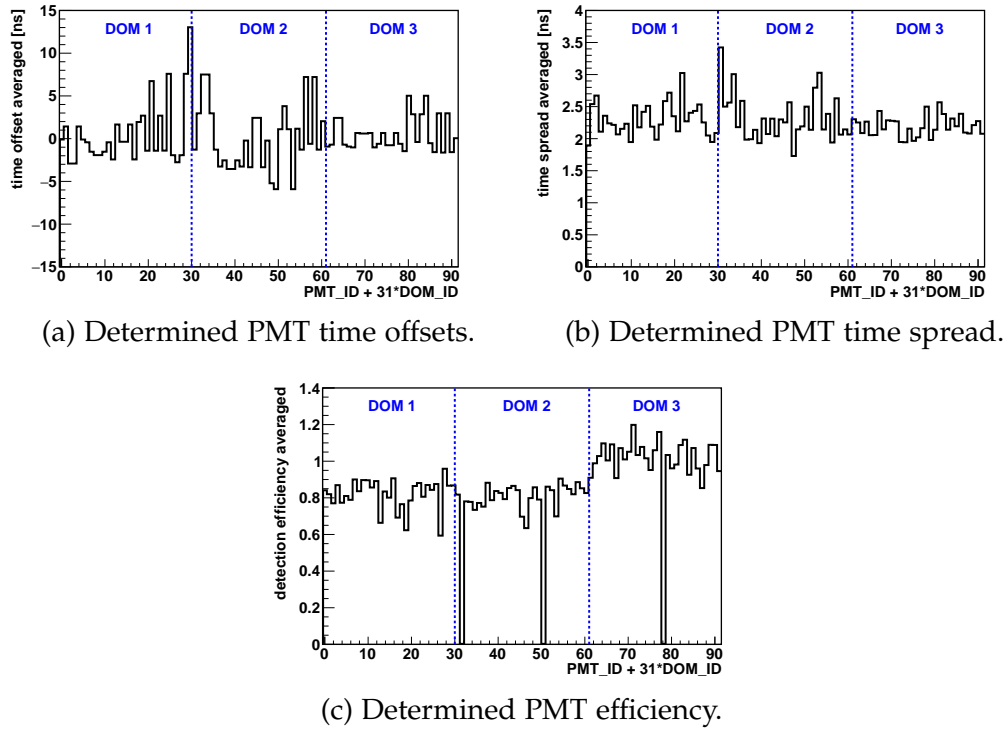 time offset averaged [ns]
15
10
5
0
−5
−10
−15
DOM 1 DOM 2 DOM 3
0 10 20 30 40 50 60 70 80 90
PMT_ID + 31*DOM_ID
(a) Determined PMT time offsets.
time spread averaged [ns]
4
3.5
3
2.5
2
1.5
1
0.5
0
DOM 1 DOM 2 DOM 3
0 10 20 30 40 50 60 70 80 90
PMT_ID + 31*DOM_ID
(b) Determined PMT time spread.
detection efficiency averaged
1.4
1.2
1
0.8
0.6
0.4
0.2
0
DOM 1 DOM 2 DOM 3
0 10 20 30 40 50 60 70 80 90
PMT_ID + 31*DOM_ID
(c) Determined PMT efficiency.